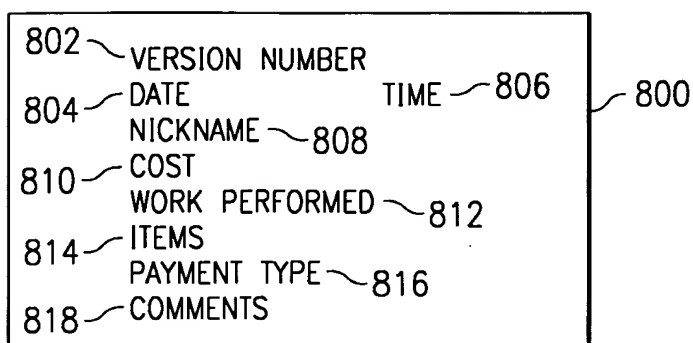 802 VERSION NUMBER
804 DATE TIME 806 800
NICKNAME 808
810 COST
WORK PERFORMED 812
814 ITEMS
PAYMENT TYPE 816
818 COMMENTS